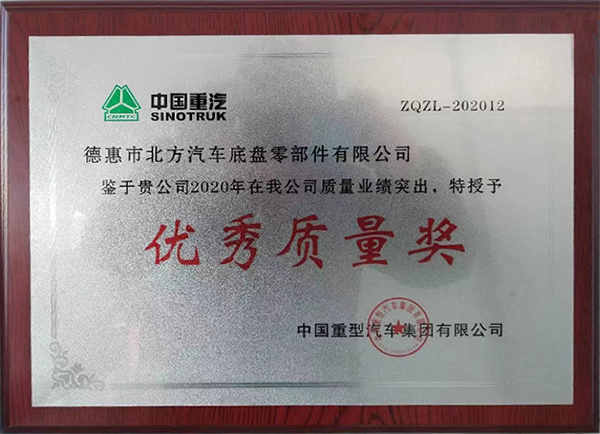 CNHTC
中国重汽
SINOTRUK
ZQZL-202012
德惠市北方汽车底盘零部件有限公司
鉴于贵公司2020年在我公司质量业绩突出，特授予
优秀质量奖
中国重型汽车集团有限公司